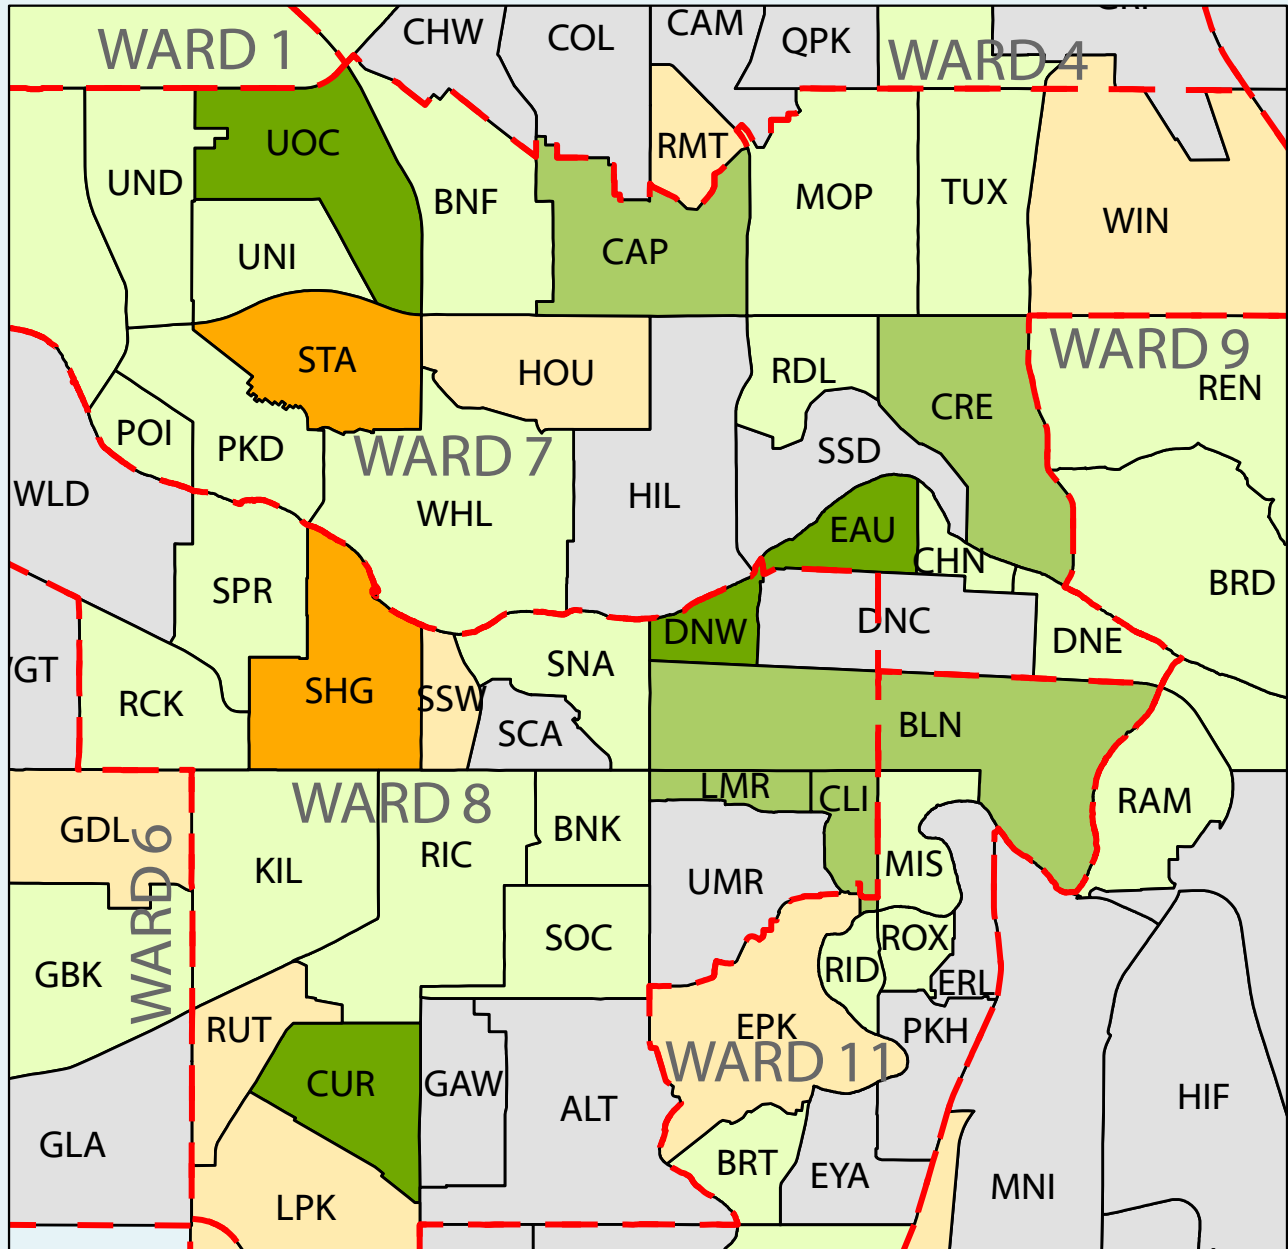 CHW
COL
CAM
QPK
WARD 1
WARD 4
UOC
RMT
UND
BNF
MOP
TUX
WIN
UNI
CAP
STA
HOU
RDL
WARD 9
REN
CRE
POI
PKD
WARD 7
SSD
WLD
WHL
HIL
EAU
CHN
SPR
BRD
DNW
DNC
DNE
GT
SNA
RCK
SHG
SSW
SCA
BLN
LMR
CLI
RAM
GDL
WARD 8
BNK
WARD 6
KIL
RIC
UMR
MIS
GBK
SOC
ROX
RID
ERL
RUT
EPK
PKH
WARD 11
CUR
GAW
ALT
HIF
GLA
BRT
EYA
MNI
LPK